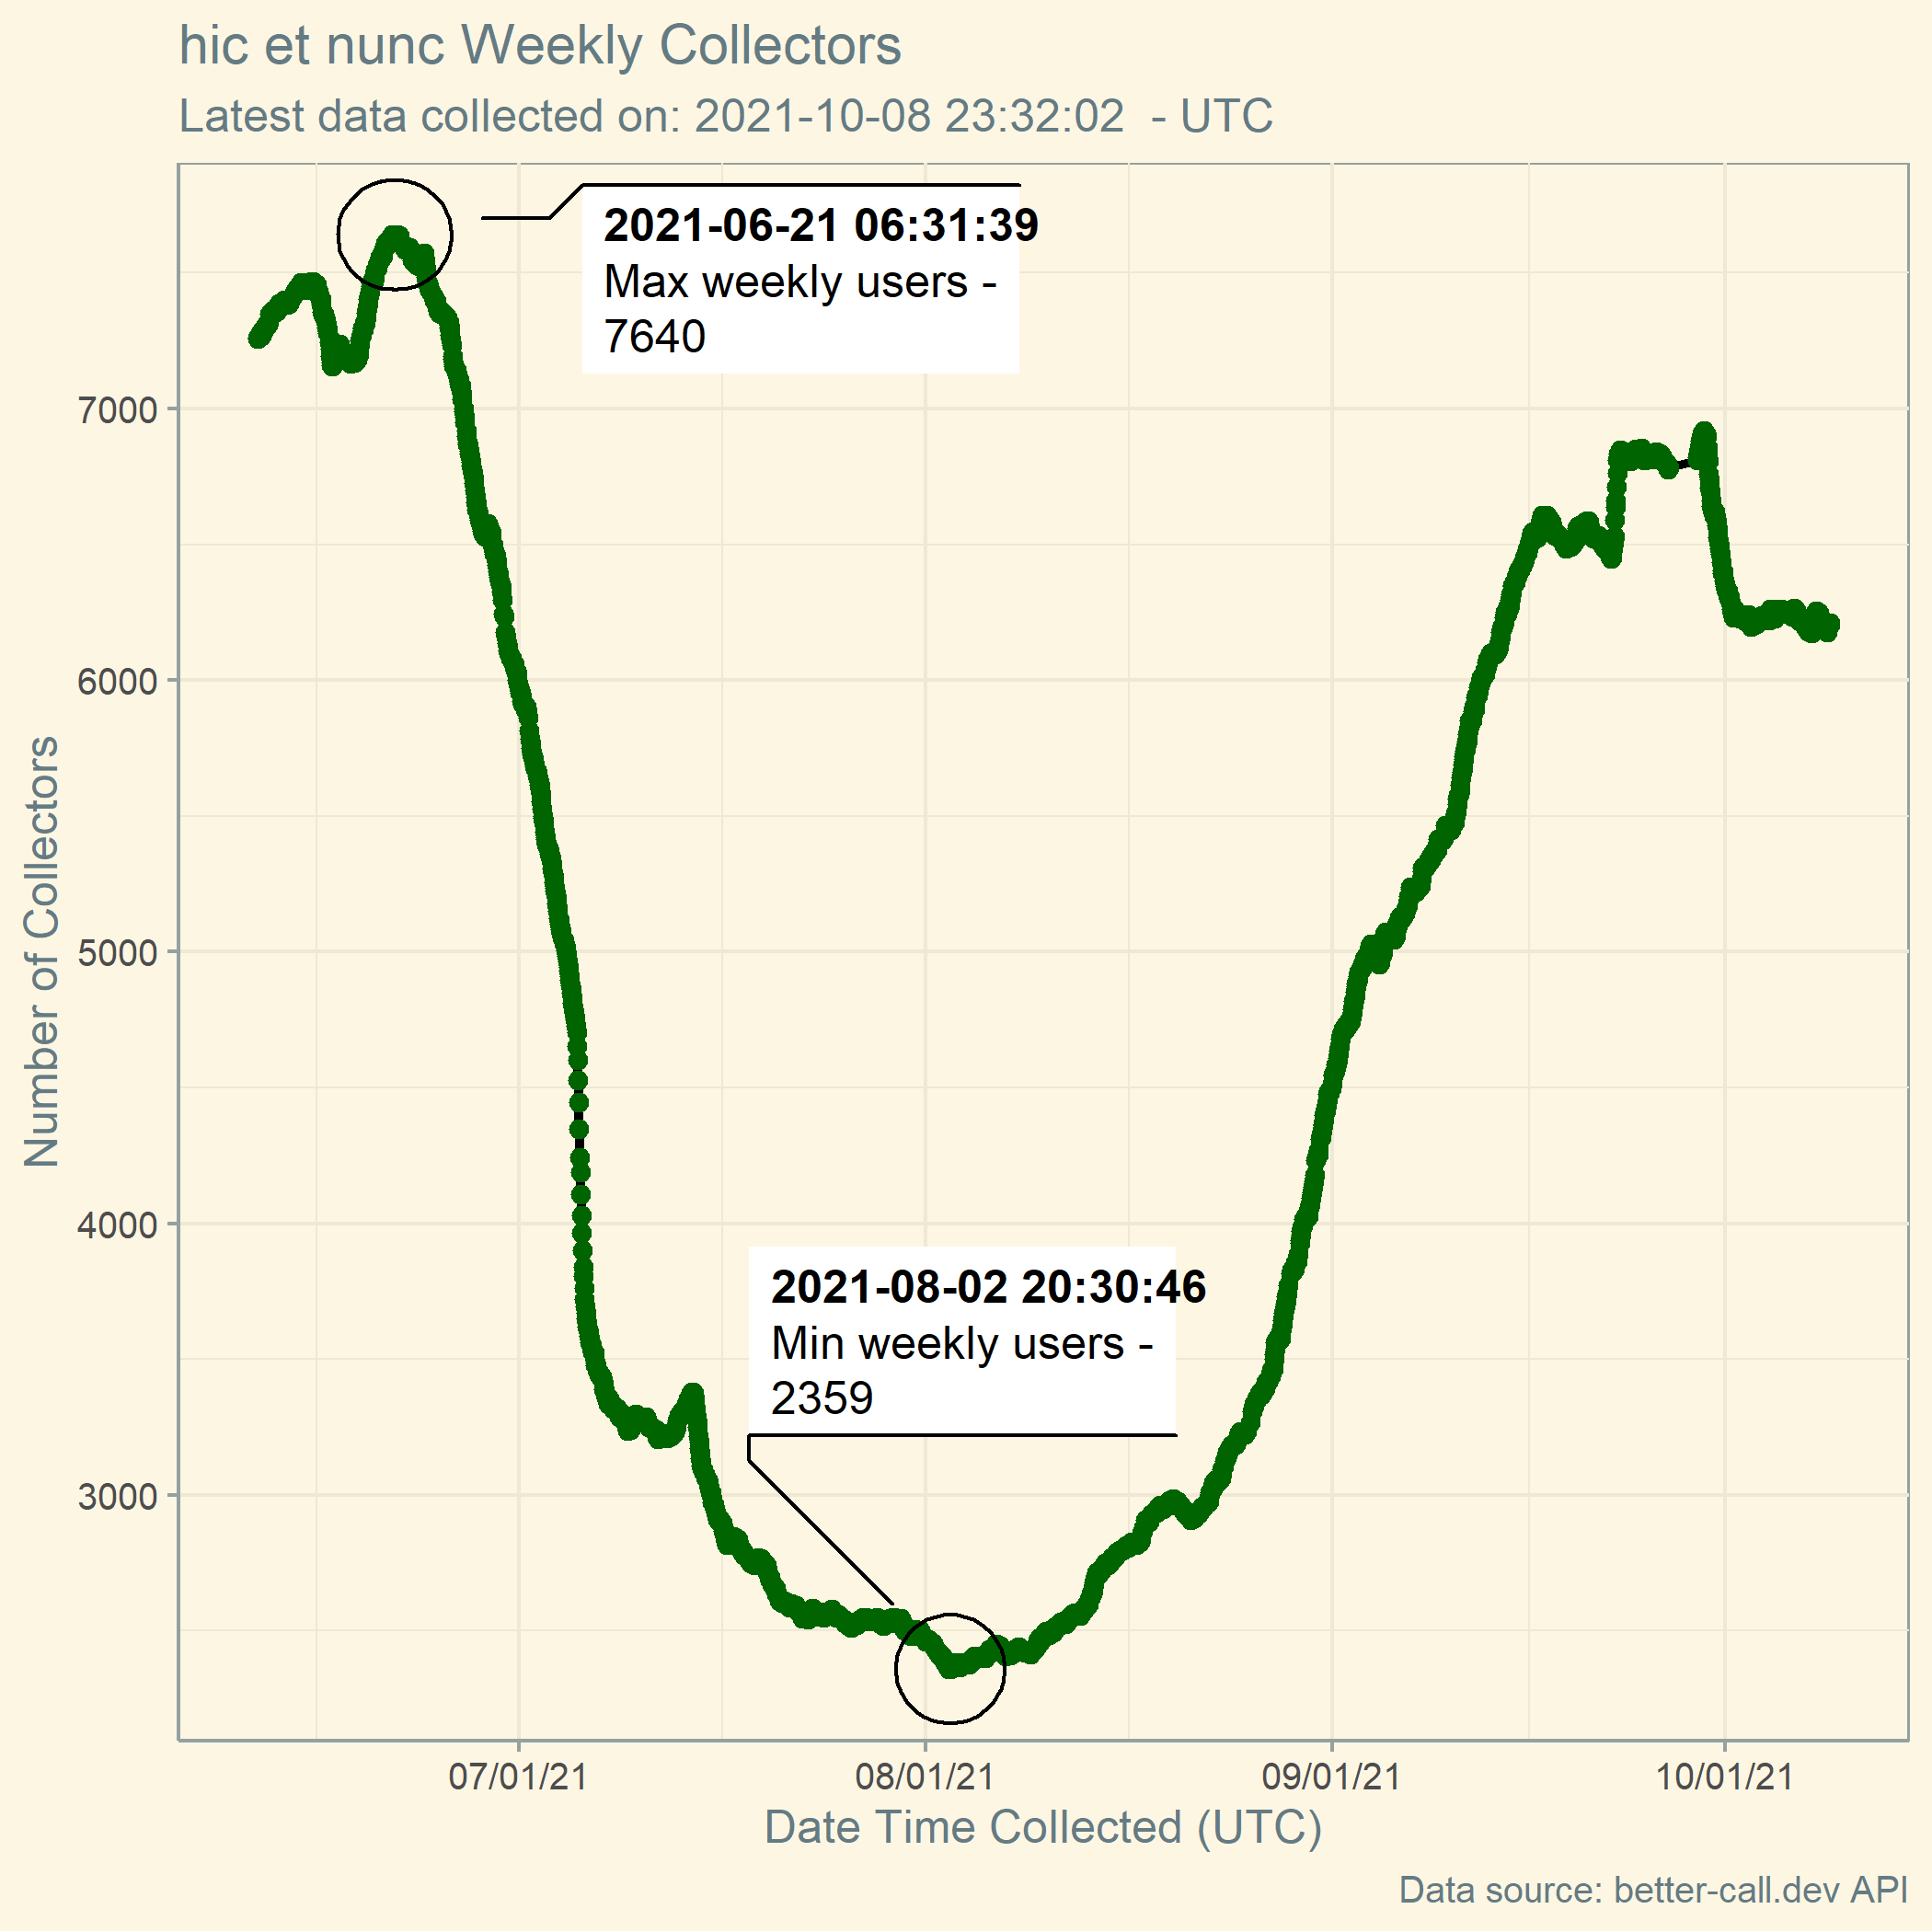 hic et nunc Weekly Collectors
Latest data collected on: 2021-10-08 23:32:02  - UTC
2021-06-21 06:31:39
Max weekly users -
7640
7000
6000
5000
4000
3000
Number of Collectors
2021-08-02 20:30:46
Min weekly users -
2359
07/01/21 08/01/21 09/01/21 10/01/21
Date Time Collected (UTC)
Data source: better-call.dev API